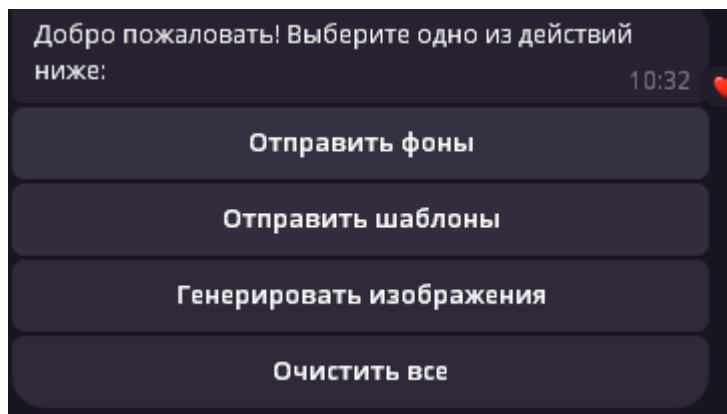 Добро пожаловать! Выберите одно из действий
ниже:
10:32
Отправить фоны
Отправить шаблоны
Генерировать изображения
Очистить все